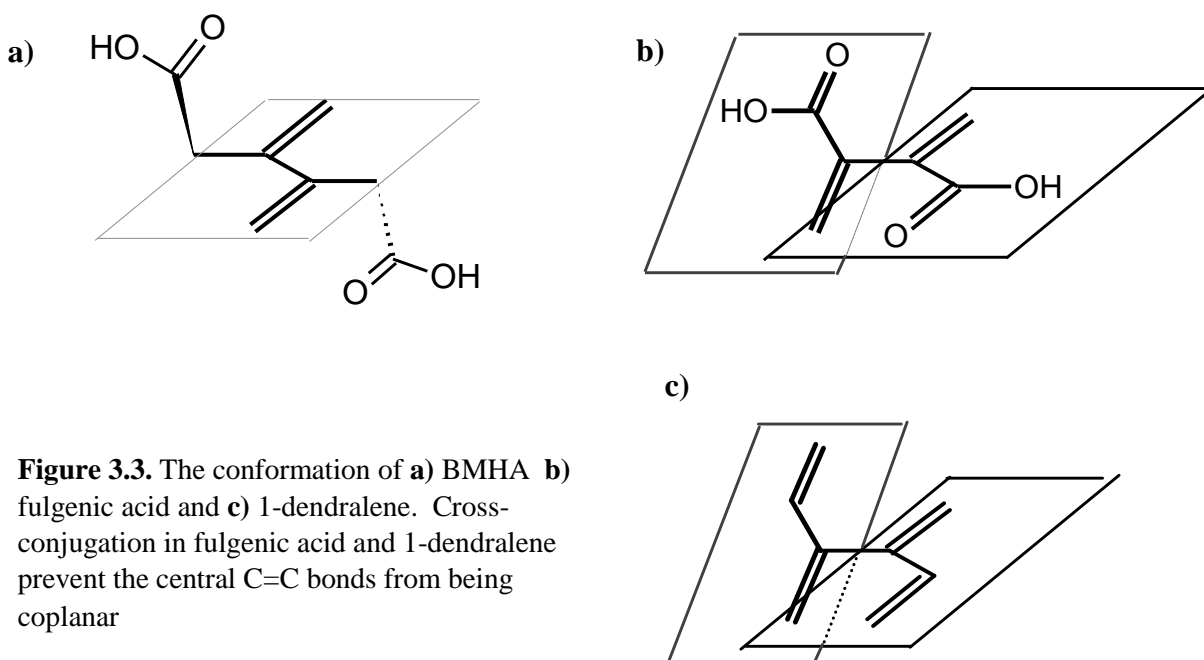 a)
HO
O
O
OH
b)
O
HO
OH
O
c)
Figure 3.3. The conformation of a) BMHA b)
fulgenic acid and c) 1-dendralene. Cross-
conjugation in fulgenic acid and 1-dendralene
prevent the central C=C bonds from being
coplanar